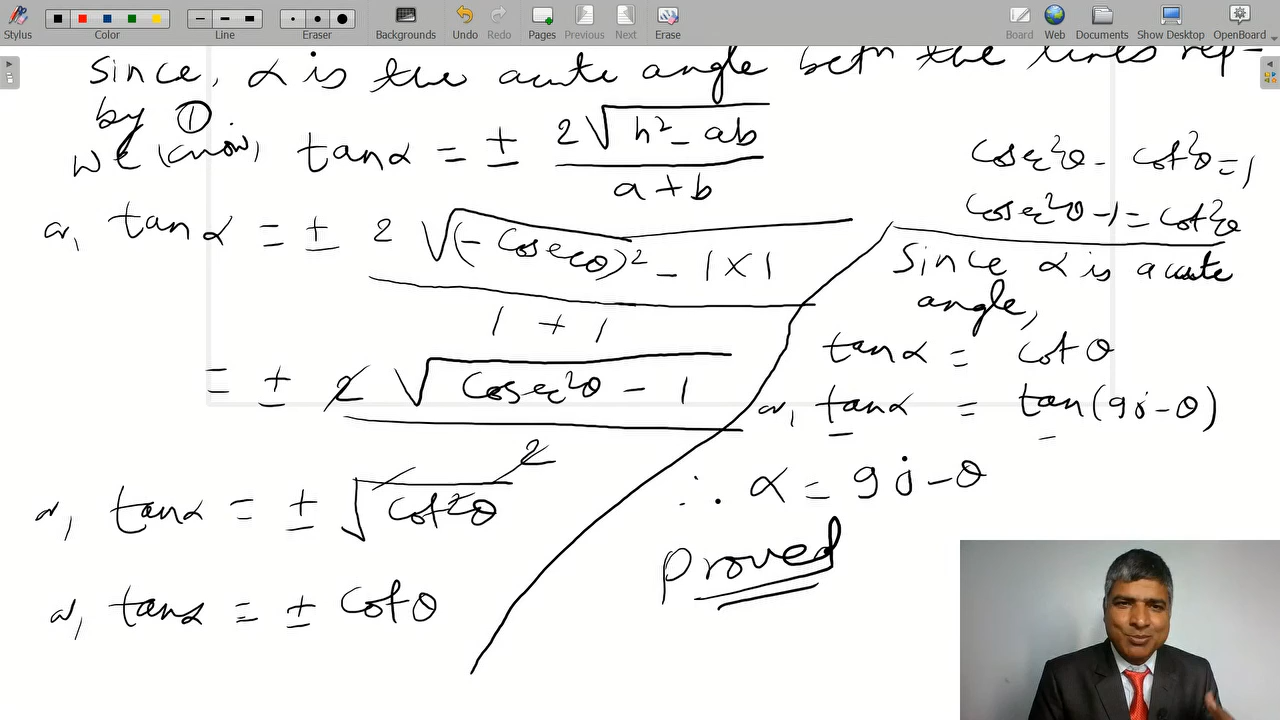 Stylus Color Line Eraser Backgrounds Undo Redo Pages Previous Next Erase Board Web Documents Show Desktop OpenBoard
Since, α is the acute angle betn the lines rep-
by ①
we know, tanα = ± 2√h² - ab / a + b
or, tanα = ± 2 √(-cosecθ)² - 1 × 1 / 1 + 1
= ± 2 √cosec²θ - 1 / 2
or, tanα = ± √cot²θ
or, tanα = ± cotθ
cosec²θ - cot²θ = 1
cosec²θ - 1 = cot²θ
Since α is acute
angle,
tanα = cotθ
or, tanα = tan(90° - θ)
∴ α = 90° - θ
Proved